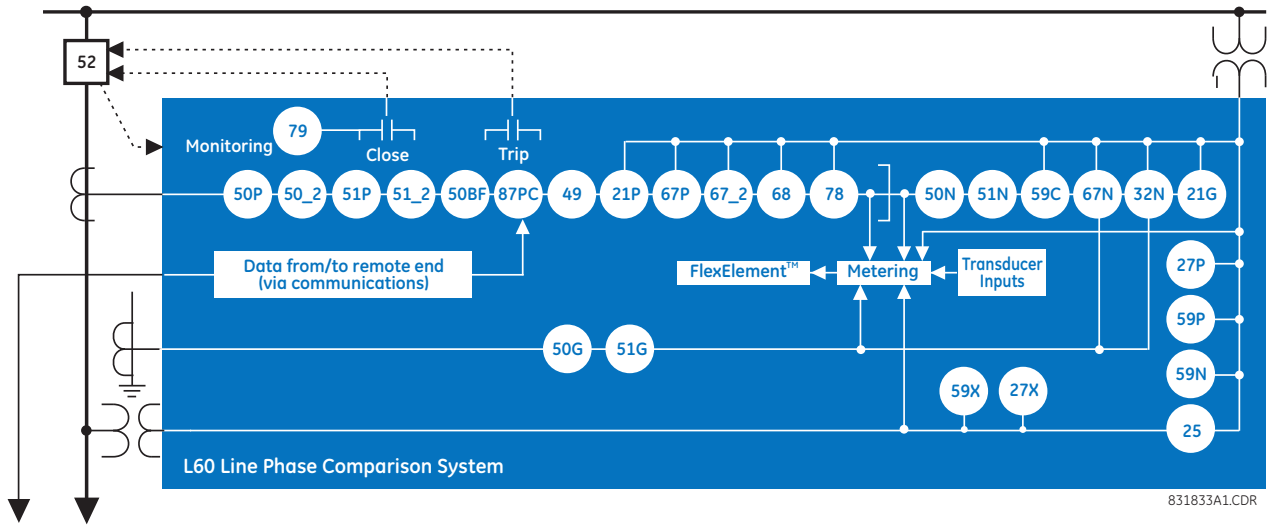 52
79
Monitoring
Close
Trip
50P
50_2
51P
51_2
50BF
87PC
49
21P
67P
67_2
68
78
50N
51N
59C
67N
32N
21G
Data from/to remote end
(via communications)
FlexElement™
Metering
Transducer
Inputs
27P
59P
50G
51G
59N
59X
27X
25
L60 Line Phase Comparison System
831833A1.CDR